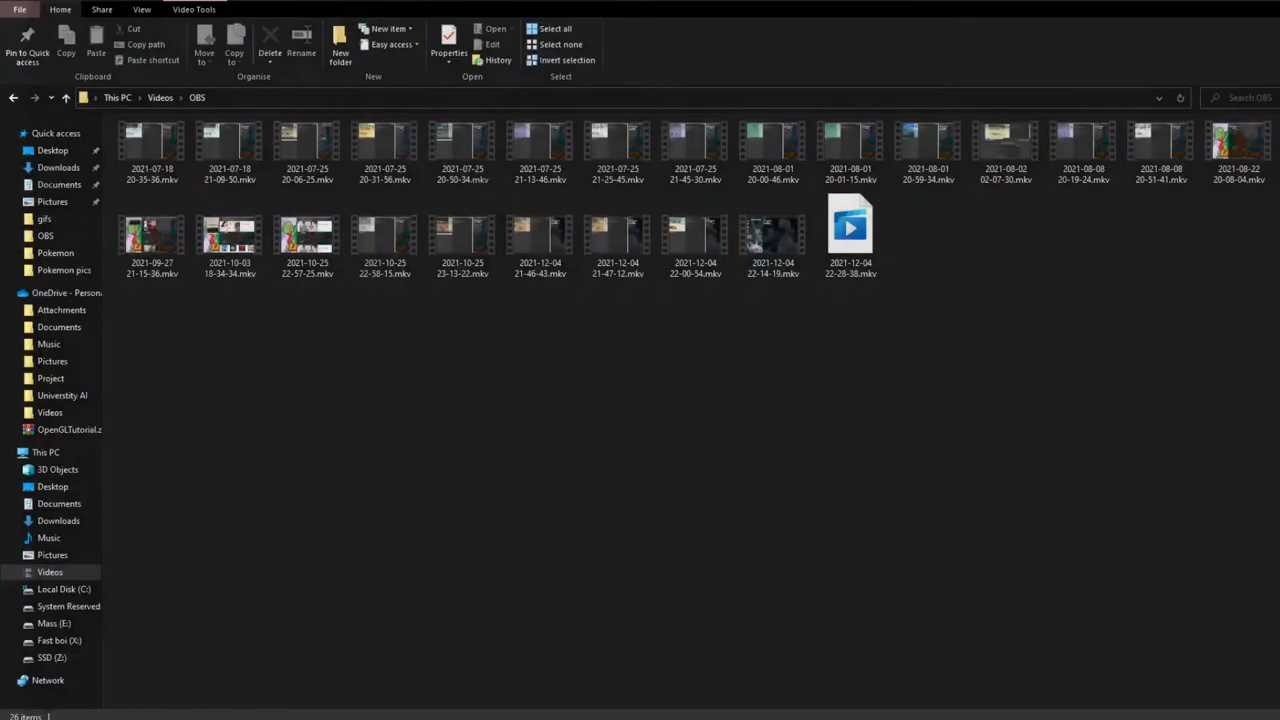 File Home Share View Video Tools
Pin to Quick access
Copy
Paste
Cut
Copy path
Paste shortcut
Clipboard
Move to
Copy to
Delete
Rename
Organise
New folder
New item
Easy access
New
Properties
Open
Edit
History
Open
Select all
Select none
Invert selection
Select
This PC Videos OBS
Search OBS
Quick access
Desktop
Downloads
Documents
Pictures
gifs
OBS
Pokemon
Pokemon pics
OneDrive - Person
Attachments
Documents
Music
Pictures
Project
Universtity AI
Videos
OpenGLTutorial.z
This PC
3D Objects
Desktop
Documents
Downloads
Music
Pictures
Videos
Local Disk (C:)
System Reserved
Mass (E:)
Fast boi (X:)
SSD (Z:)
Network
2021-07-18 20-35-36.mkv
2021-07-18 21-09-50.mkv
2021-07-25 20-06-25.mkv
2021-07-25 20-31-56.mkv
2021-07-25 20-50-34.mkv
2021-07-25 21-13-46.mkv
2021-07-25 21-25-45.mkv
2021-07-25 21-45-30.mkv
2021-08-01 20-00-46.mkv
2021-08-01 20-01-15.mkv
2021-08-01 20-59-34.mkv
2021-08-02 02-07-30.mkv
2021-08-08 20-19-24.mkv
2021-08-08 20-51-41.mkv
2021-08-22 20-08-04.mkv
2021-09-27 21-15-36.mkv
2021-10-03 18-34-34.mkv
2021-10-25 22-57-25.mkv
2021-10-25 22-58-15.mkv
2021-10-25 23-13-22.mkv
2021-12-04 21-46-43.mkv
2021-12-04 21-47-12.mkv
2021-12-04 22-00-54.mkv
2021-12-04 22-14-19.mkv
2021-12-04 22-28-38.mkv
26 items